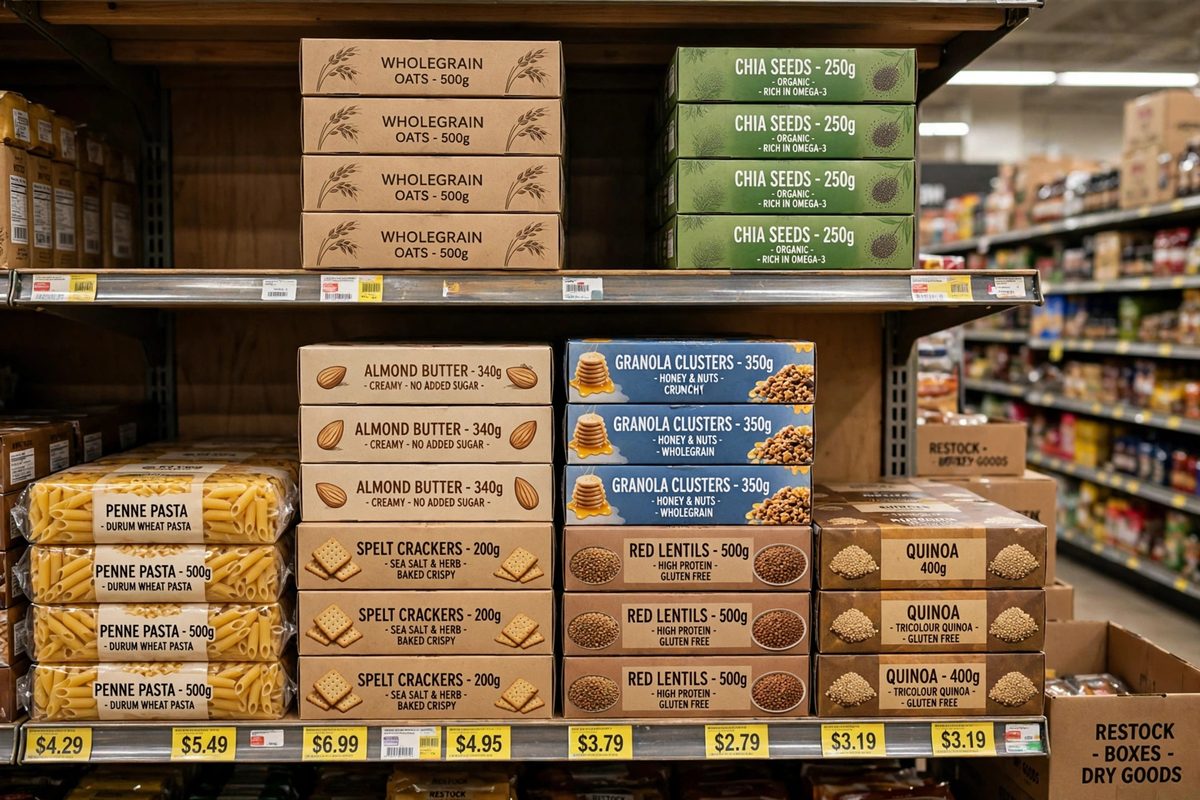 WHOLEGRAIN
OATS - 500g
WHOLEGRAIN
OATS - 500g
WHOLEGRAIN
OATS - 500g
WHOLEGRAIN
OATS - 500g
CHIA SEEDS - 250g
- ORGANIC -
- RICH IN OMEGA-3
CHIA SEEDS - 250g
- ORGANIC -
- RICH IN OMEGA-3
CHIA SEEDS - 250g
- ORGANIC -
- RICH IN OMEGA-3
CHIA SEEDS - 250g
- ORGANIC -
- RICH IN OMEGA-3
ALMOND BUTTER - 340g
- CREAMY - NO ADDED SUGAR -
ALMOND BUTTER - 340g
- CREAMY - NO ADDED SUGAR -
ALMOND BUTTER - 340g
- CREAMY - NO ADDED SUGAR -
GRANOLA CLUSTERS - 350g
- HONEY & NUTS -
CRUNCHY
GRANOLA CLUSTERS - 350g
- HONEY & NUTS -
- WHOLEGRAIN
GRANOLA CLUSTERS - 350g
- HONEY & NUTS -
- WHOLEGRAIN
PENNE PASTA
- DURUM WHEAT PASTA
PENNE PASTA - 500g
- DURUM WHEAT PASTA
PENNE PASTA - 500g
- DURUM WHEAT PASTA
PENNE PASTA - 500g
- DURUM WHEAT PASTA
SPELT CRACKERS - 200g
- SEA SALT & HERB -
BAKED CRISPY
SPELT CRACKERS - 200g
- SEA SALT & HERB -
BAKED CRISPY
SPELT CRACKERS - 200g
- SEA SALT & HERB -
BAKED CRISPY
RED LENTILS - 500g
- HIGH PROTEIN -
GLUTEN FREE
RED LENTILS - 500g
- HIGH PROTEIN -
GLUTEN FREE
RED LENTILS - 500g
- HIGH PROTEIN -
GLUTEN FREE
QUINOA
400g
QUINOA
- TRICOLOUR QUINOA -
- GLUTEN FREE
QUINOA - 400g
- TRICOLOUR QUINOA -
- GLUTEN FREE
RESTOCK -
GOODS
$4.29
$5.49
$6.99
$4.95
$3.79
$2.79
$3.19
$3.19
RESTOCK
- BOXES -
DRY GOODS
RESTOCK